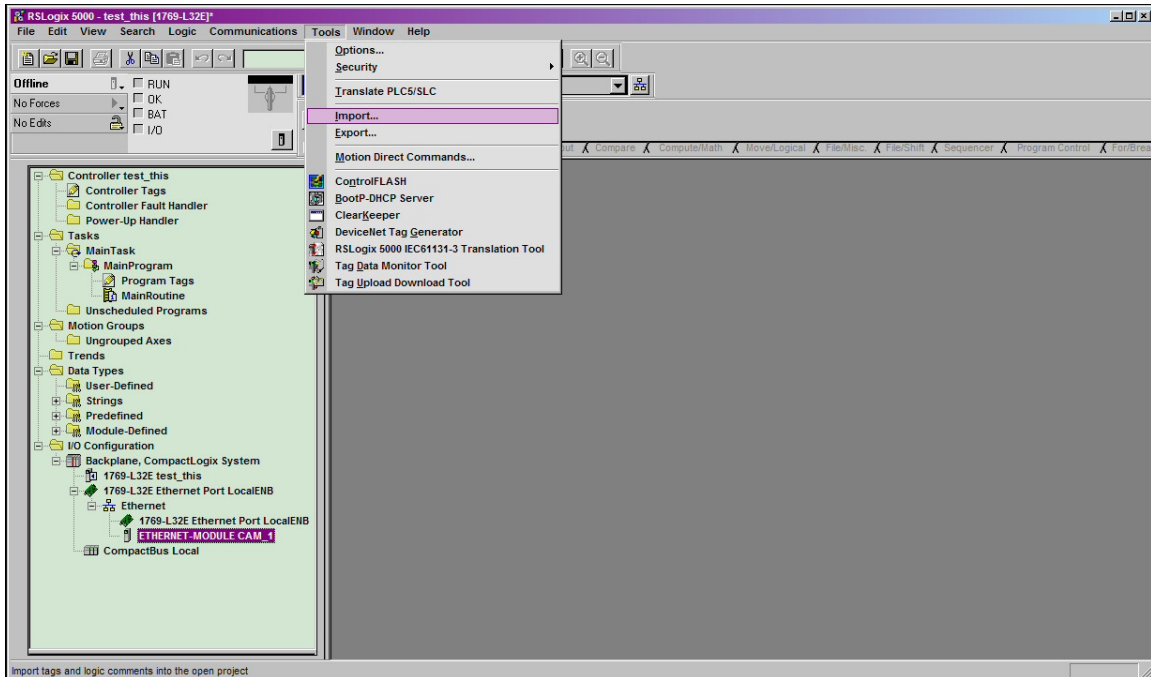 RSLogix 5000 - test_this [1769-L32E]*
File Edit View Search Logic Communications Tools Window Help
Options...
Security
Translate PLC5/SLC
Import...
Export...
Motion Direct Commands...
ControlFLASH
BootP-DHCP Server
ClearKeeper
DeviceNet Tag Generator
RSLogix 5000 IEC61131-3 Translation Tool
Tag Data Monitor Tool
Tag Upload Download Tool
Offline
RUN
No Forces
OK
BAT
No Edits
I/O
Compare Compute/Math Move/Logical File/Misc. File/Shift Sequencer Program Control For/Brea
Controller test_this
Controller Tags
Controller Fault Handler
Power-Up Handler
Tasks
MainTask
MainProgram
Program Tags
MainRoutine
Unscheduled Programs
Motion Groups
Ungrouped Axes
Trends
Data Types
User-Defined
Strings
Predefined
Module-Defined
I/O Configuration
Backplane, CompactLogix System
1769-L32E test_this
1769-L32E Ethernet Port LocalENB
Ethernet
1769-L32E Ethernet Port LocalENB
ETHERNET-MODULE CAM_1
CompactBus Local
Import tags and logic comments into the open project